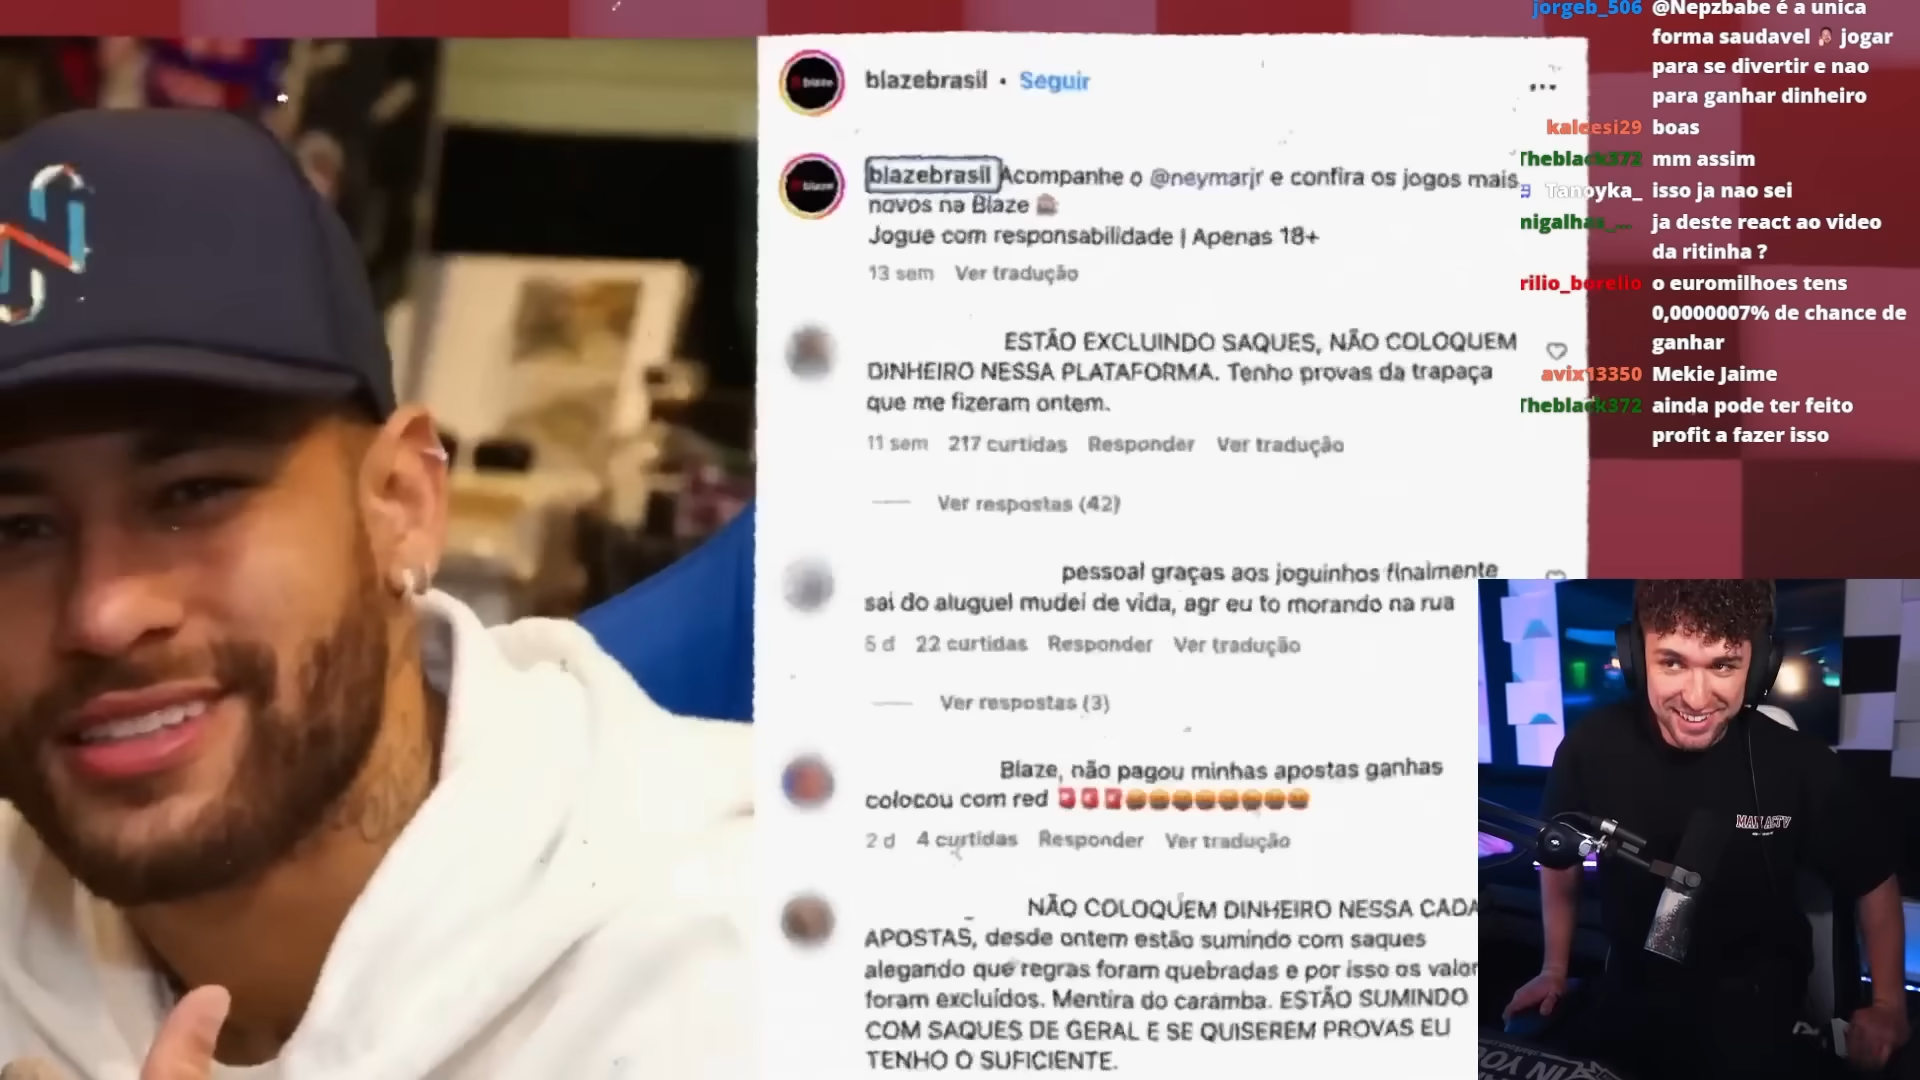 blazebrasil • Seguir
blazebrasil Acompanhe o @neymarjr e confira os jogos mais
novos na Blaze
Jogue com responsabilidade | Apenas 18+
13 sem Ver tradução
ESTÃO EXCLUINDO SAQUES, NÃO COLOQUEM
DINHEIRO NESSA PLATAFORMA. Tenho provas da trapaça
que me fizeram ontem.
11 sem 217 curtidas Responder Ver tradução
Ver respostas (42)
pessoal graças aos joguinhos finalmente
sai do aluguel mudei de vida, agr eu to morando na rua
5 d 22 curtidas Responder Ver tradução
Ver respostas (3)
Blaze, não pagou minhas apostas ganhas
colocou com red
2 d 4 curtidas Responder Ver tradução
NÃO COLOQUEM DINHEIRO NESSA CADA
APOSTAS, desde ontem estão sumindo com saques
alegando que regras foram quebradas e por isso os valor
foram excluídos. Mentira do caramba. ESTÃO SUMINDO
COM SAQUES DE GERAL E SE QUISEREM PROVAS EU
TENHO O SUFICIENTE.
jorgeb_506 @Nepzbabe é a unica
forma saudavel jogar
para se divertir e nao
para ganhar dinheiro
kaleesi29 boas
Theblack372 mm assim
Tanoyka_ isso ja nao sei
nigalhas_... ja deste react ao video
da ritinha ?
rilio_borelio o euromilhoes tens
0,0000007% de chance de
ganhar
avix13350 Mekie Jaime
Theblack372 ainda pode ter feito
profit a fazer isso